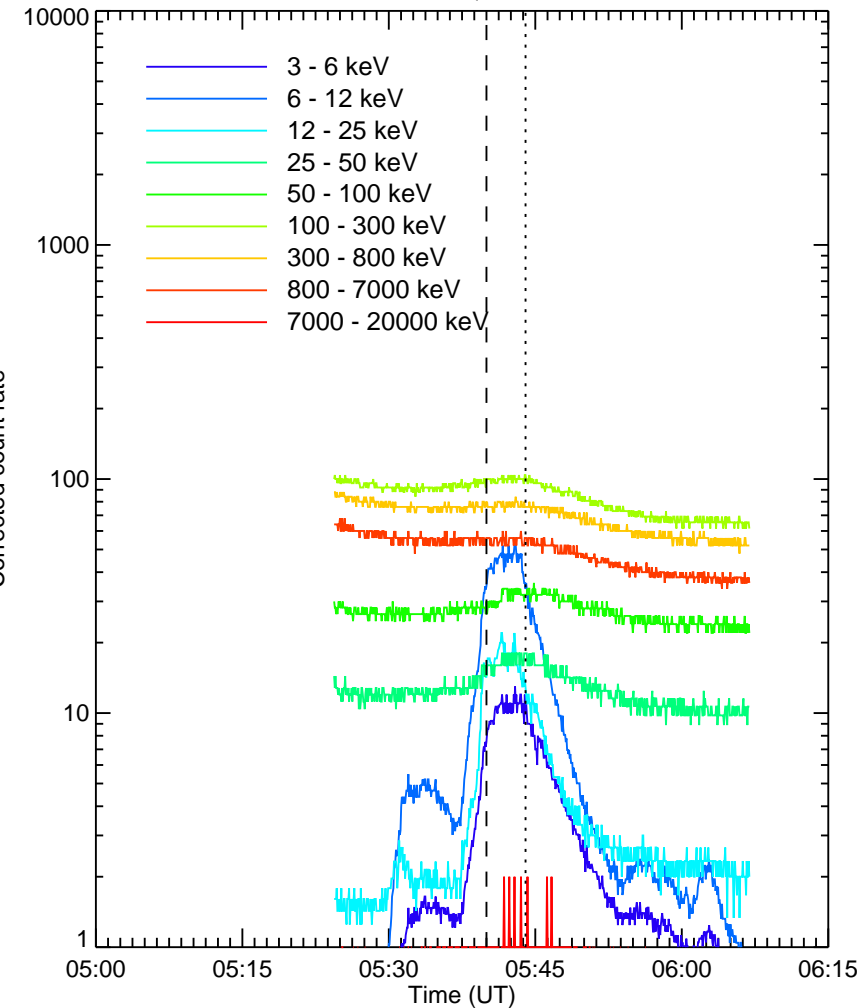 10000
1000
100
10
1
3 - 6 keV
6 - 12 keV
12 - 25 keV
25 - 50 keV
50 - 100 keV
100 - 300 keV
300 - 800 keV
800 - 7000 keV
7000 - 20000 keV
05:00 05:15 05:30 05:45 06:00 06:15
Time (UT)